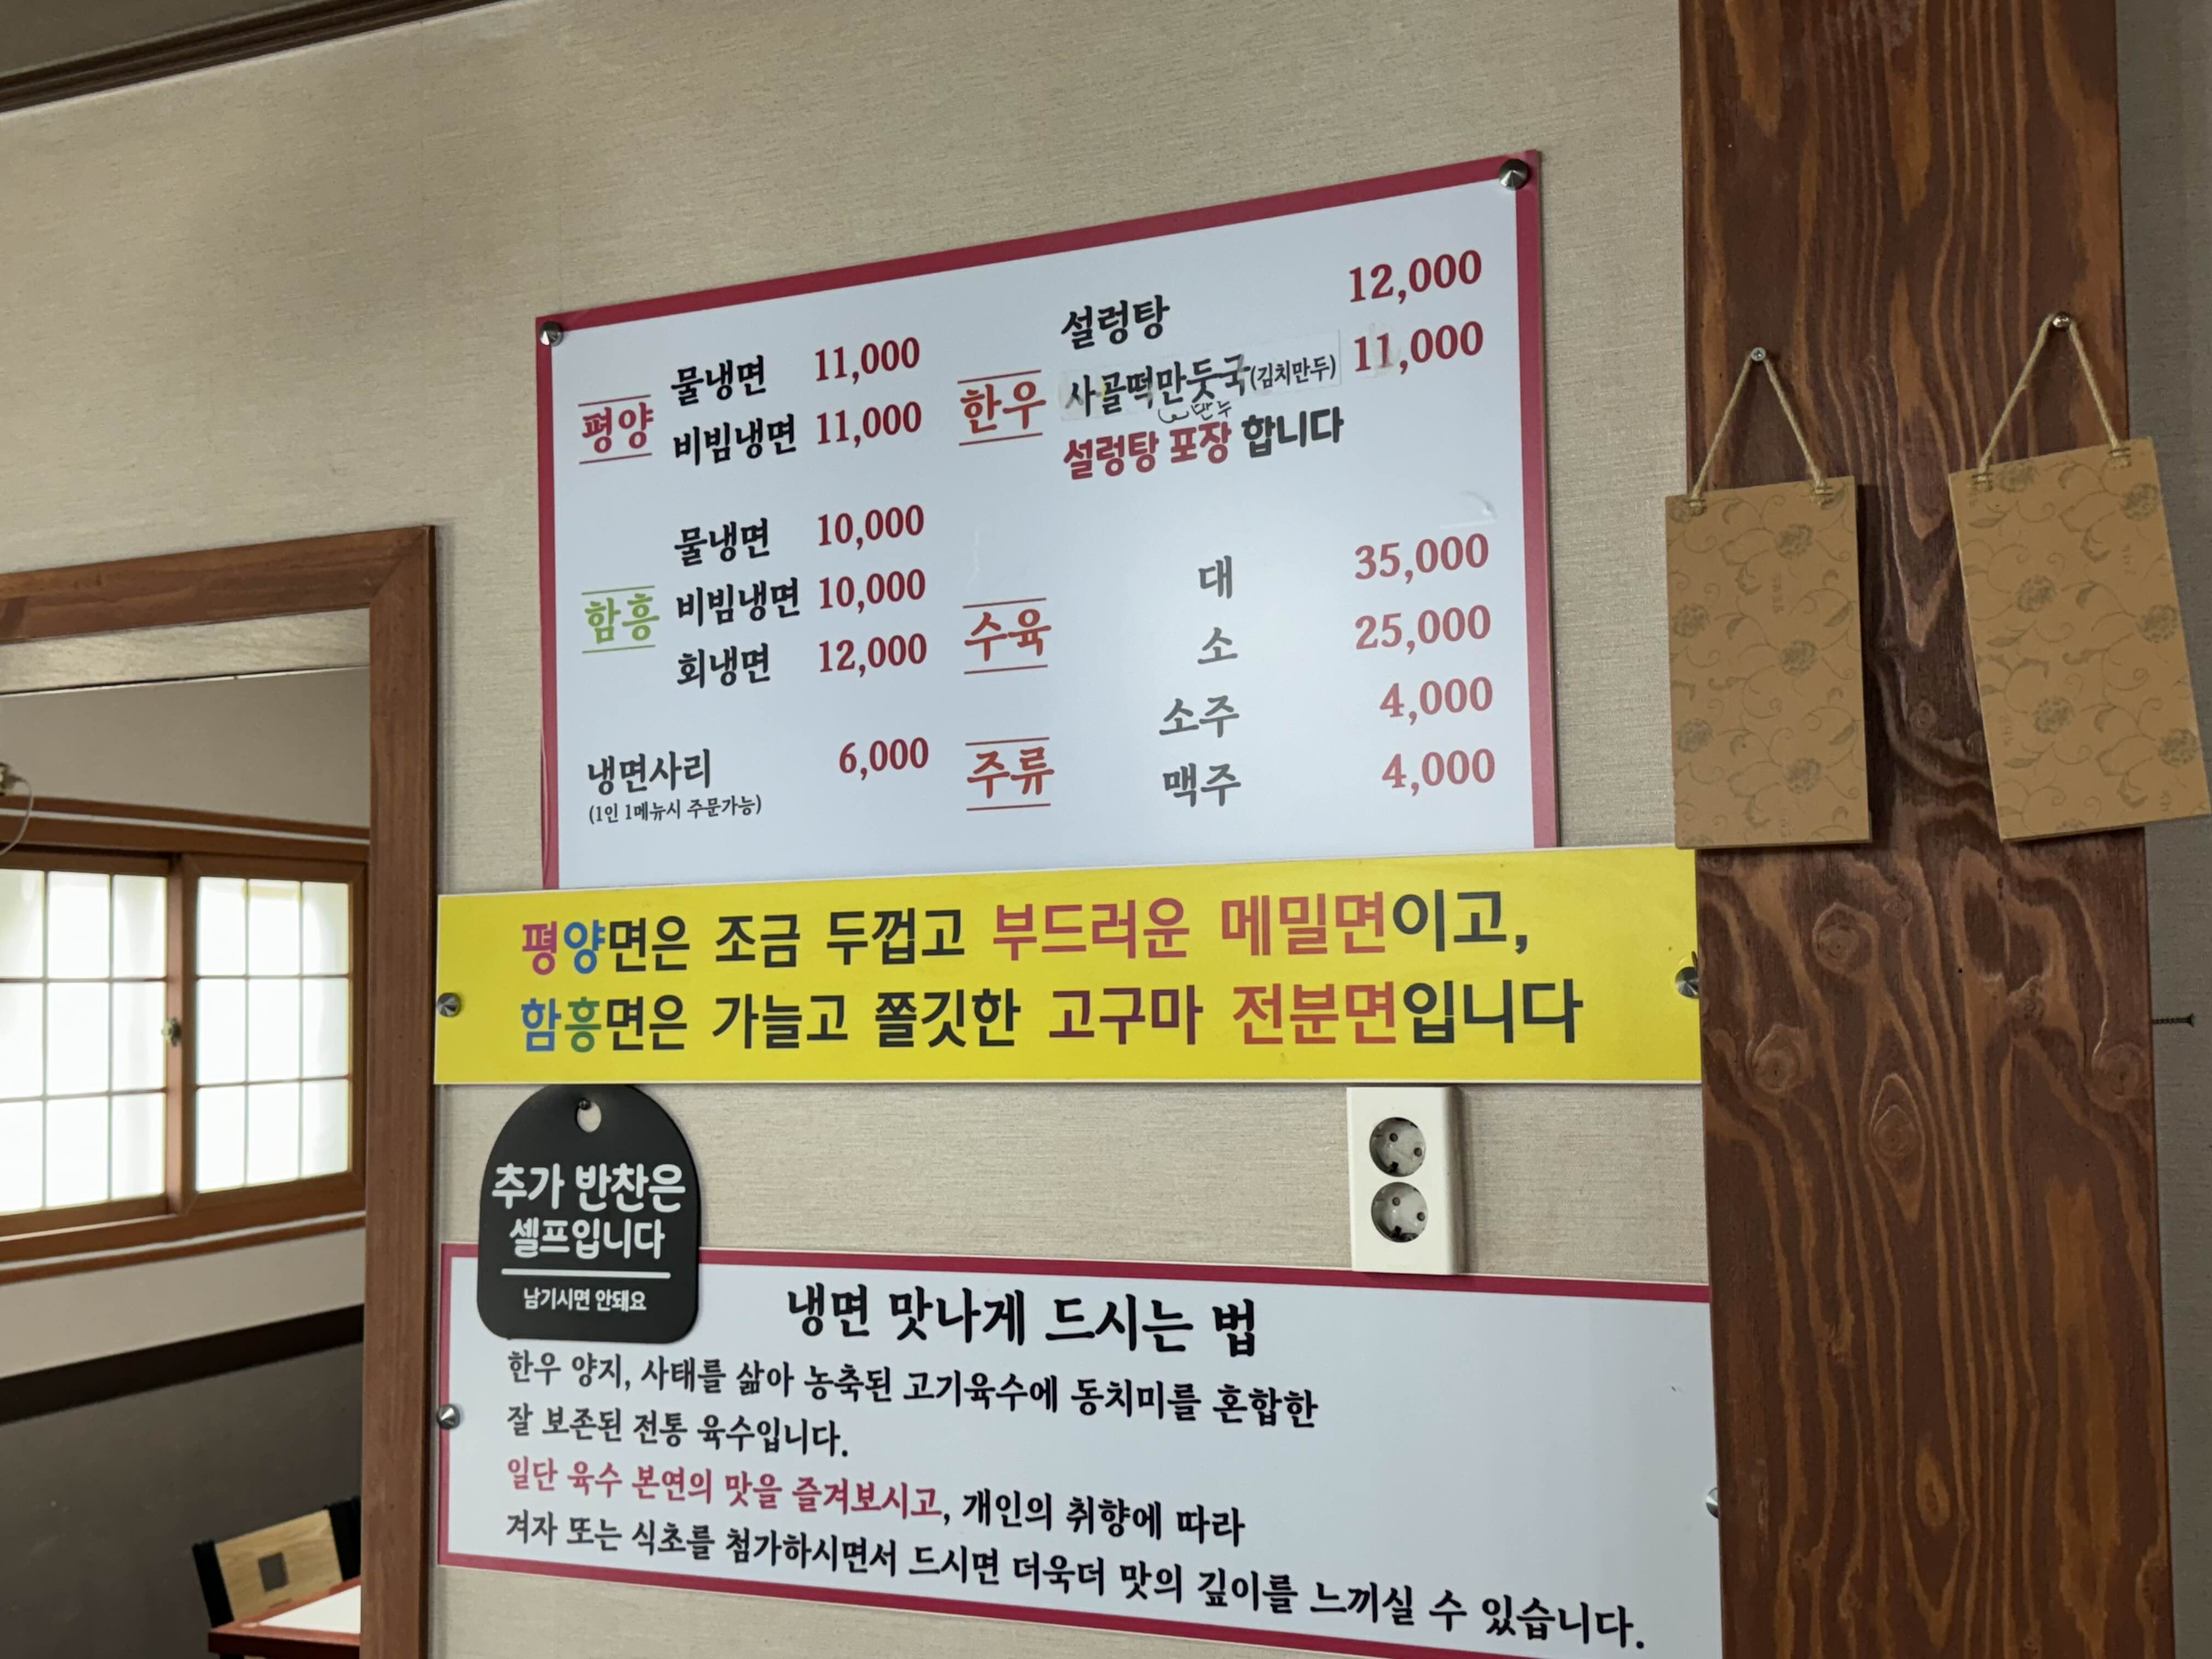 평양
물냉면 11,000
비빔냉면 11,000
함흥
물냉면 10,000
비빔냉면 10,000
회냉면 12,000
냉면사리 6,000
(1인 1메뉴시 주문가능)
한우
설렁탕 12,000
사골떡만둣국(김치만두) 11,000
설렁탕 포장 합니다
수육
대 35,000
소 25,000
주류
소주 4,000
맥주 4,000
평양면은 조금 두껍고 부드러운 메밀면이고,
함흥면은 가늘고 쫄깃한 고구마 전분면입니다
추가 반찬은
셀프입니다
남기시면 안돼요
냉면 맛나게 드시는 법
한우 양지, 사태를 삶아 농축된 고기육수에 동치미를 혼합한
잘 보존된 전통 육수입니다.
일단 육수 본연의 맛을 즐겨보시고, 개인의 취향에 따라
겨자 또는 식초를 첨가하시면서 드시면 더욱더 맛의 깊이를 느끼실 수 있습니다.